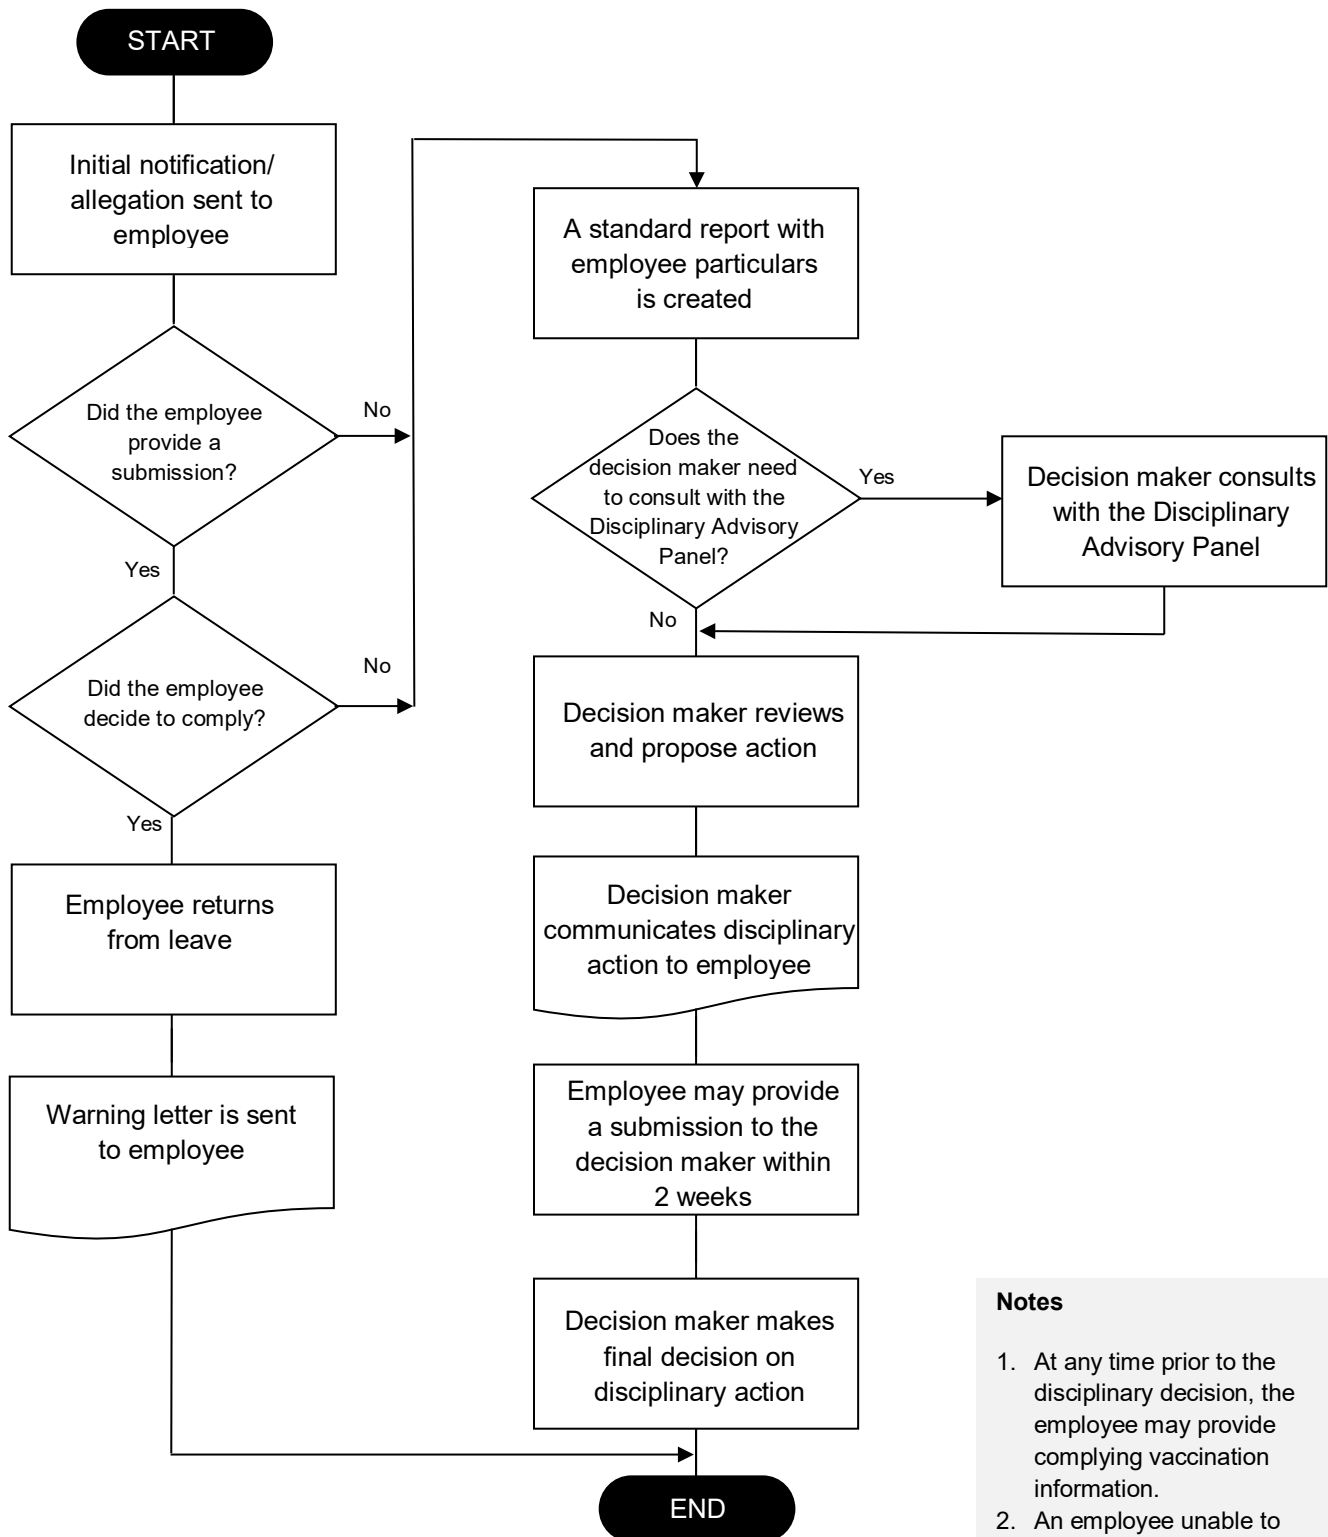 START
Initial notification/
allegation sent to
employee
Did the employee
provide a
submission?
No
Yes
Did the employee
decide to comply?
No
Yes
Employee returns
from leave
Warning letter is sent
to employee
A standard report with
employee particulars
is created
Does the
decision maker need
to consult with the
Disciplinary Advisory
Panel?
Yes
No
Decision maker consults
with the Disciplinary
Advisory Panel
Decision maker reviews
and propose action
Decision maker
communicates disciplinary
action to employee
Employee may provide
a submission to the
decision maker within
2 weeks
Decision maker makes
final decision on
disciplinary action
END
Notes
1. At any time prior to the
disciplinary decision, the
employee may provide
complying vaccination
information.
2. An employee unable to